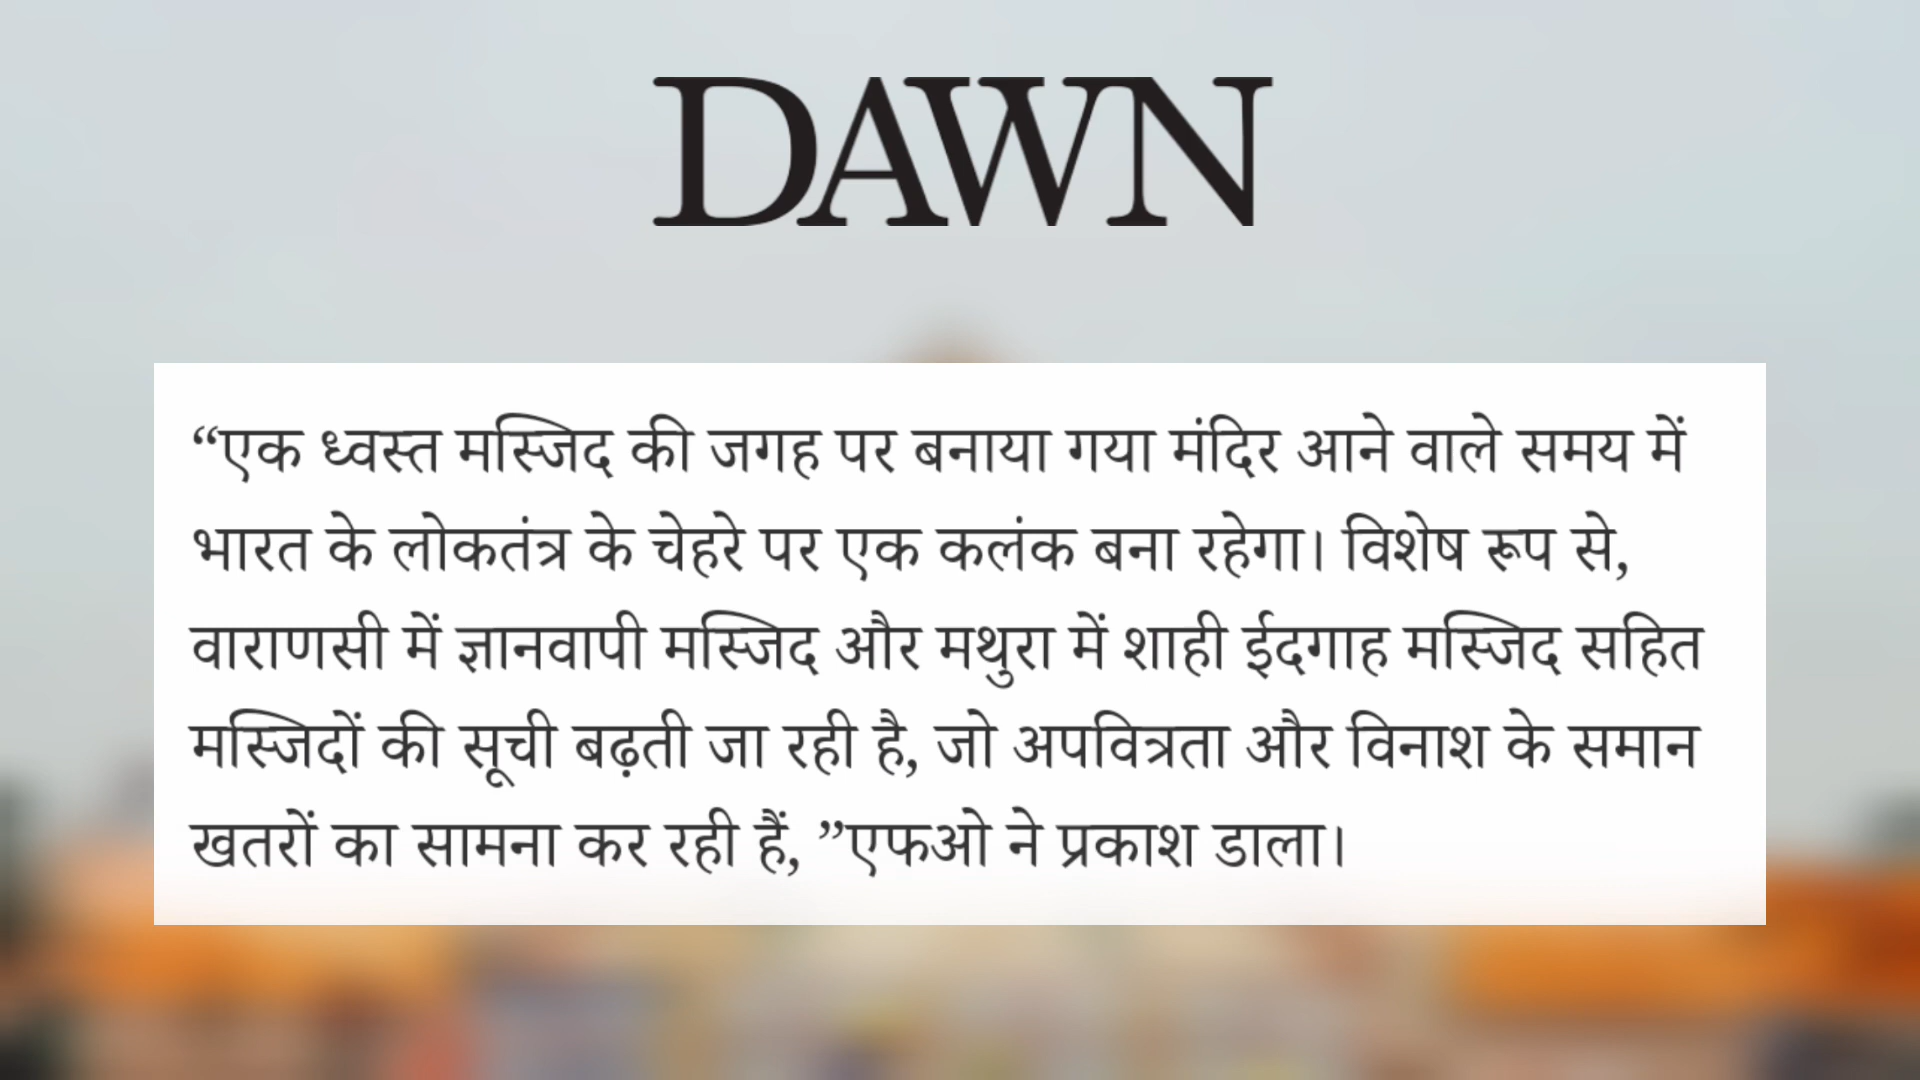 DAWN
“एक ध्वस्त मस्जिद की जगह पर बनाया गया मंदिर आने वाले समय में
भारत के लोकतंत्र के चेहरे पर एक कलंक बना रहेगा। विशेष रूप से,
वाराणसी में ज्ञानवापी मस्जिद और मथुरा में शाही ईदगाह मस्जिद सहित
मस्जिदों की सूची बढ़ती जा रही है, जो अपवित्रता और विनाश के समान
खतरों का सामना कर रही हैं, ”एफओ ने प्रकाश डाला।